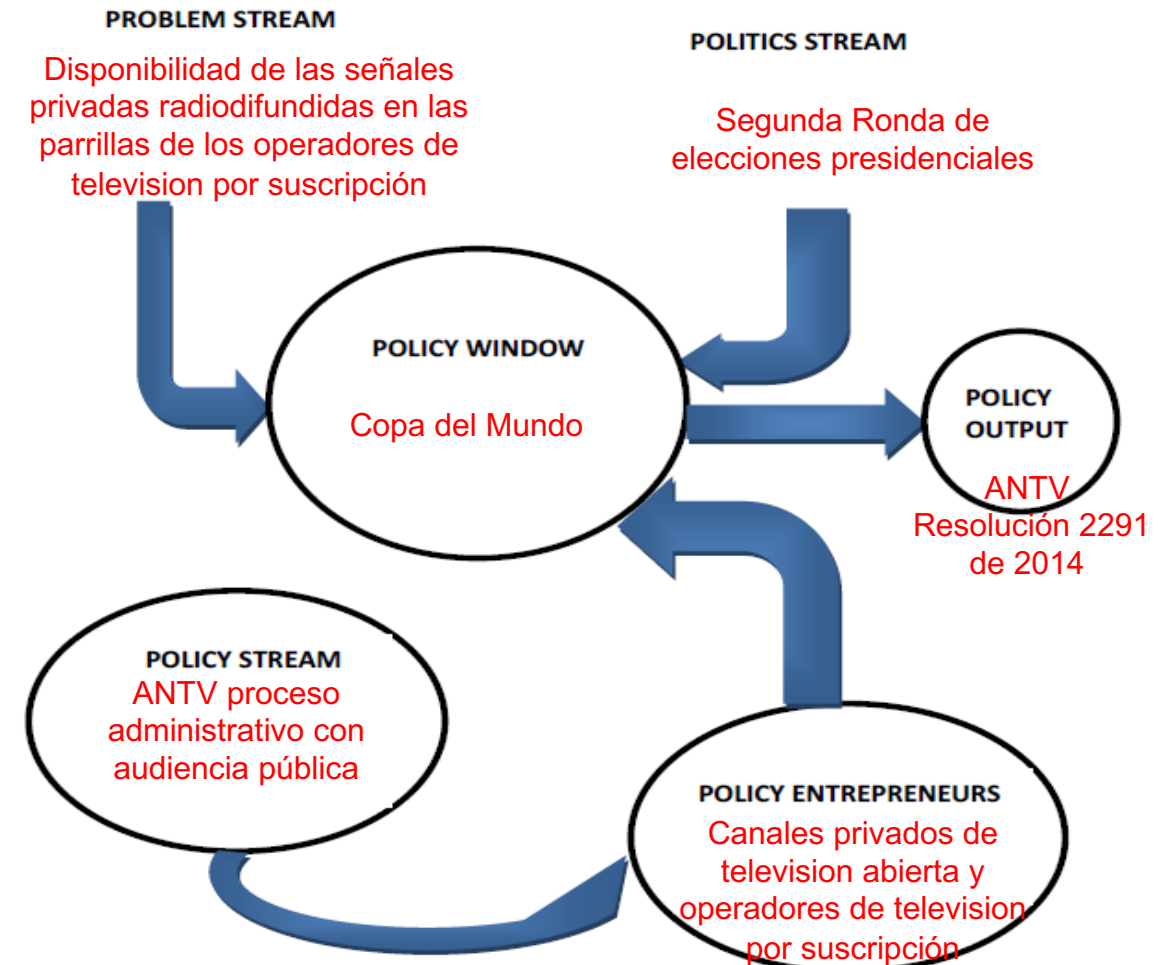 PROBLEM STREAM
Disponibilidad de las señales
privadas radiodifundidas en las
parrillas de los operadores de
television por suscripción
POLITICS STREAM
Segunda Ronda de
elecciones presidenciales
POLICY WINDOW
Copa del Mundo
POLICY
OUTPUT
ANTV
Resolución 2291
de 2014
POLICY STREAM
ANTV proceso
administrativo con
audiencia pública
POLICY ENTREPRENEURS
Canales privados de
television abierta y
operadores de television
por suscripción